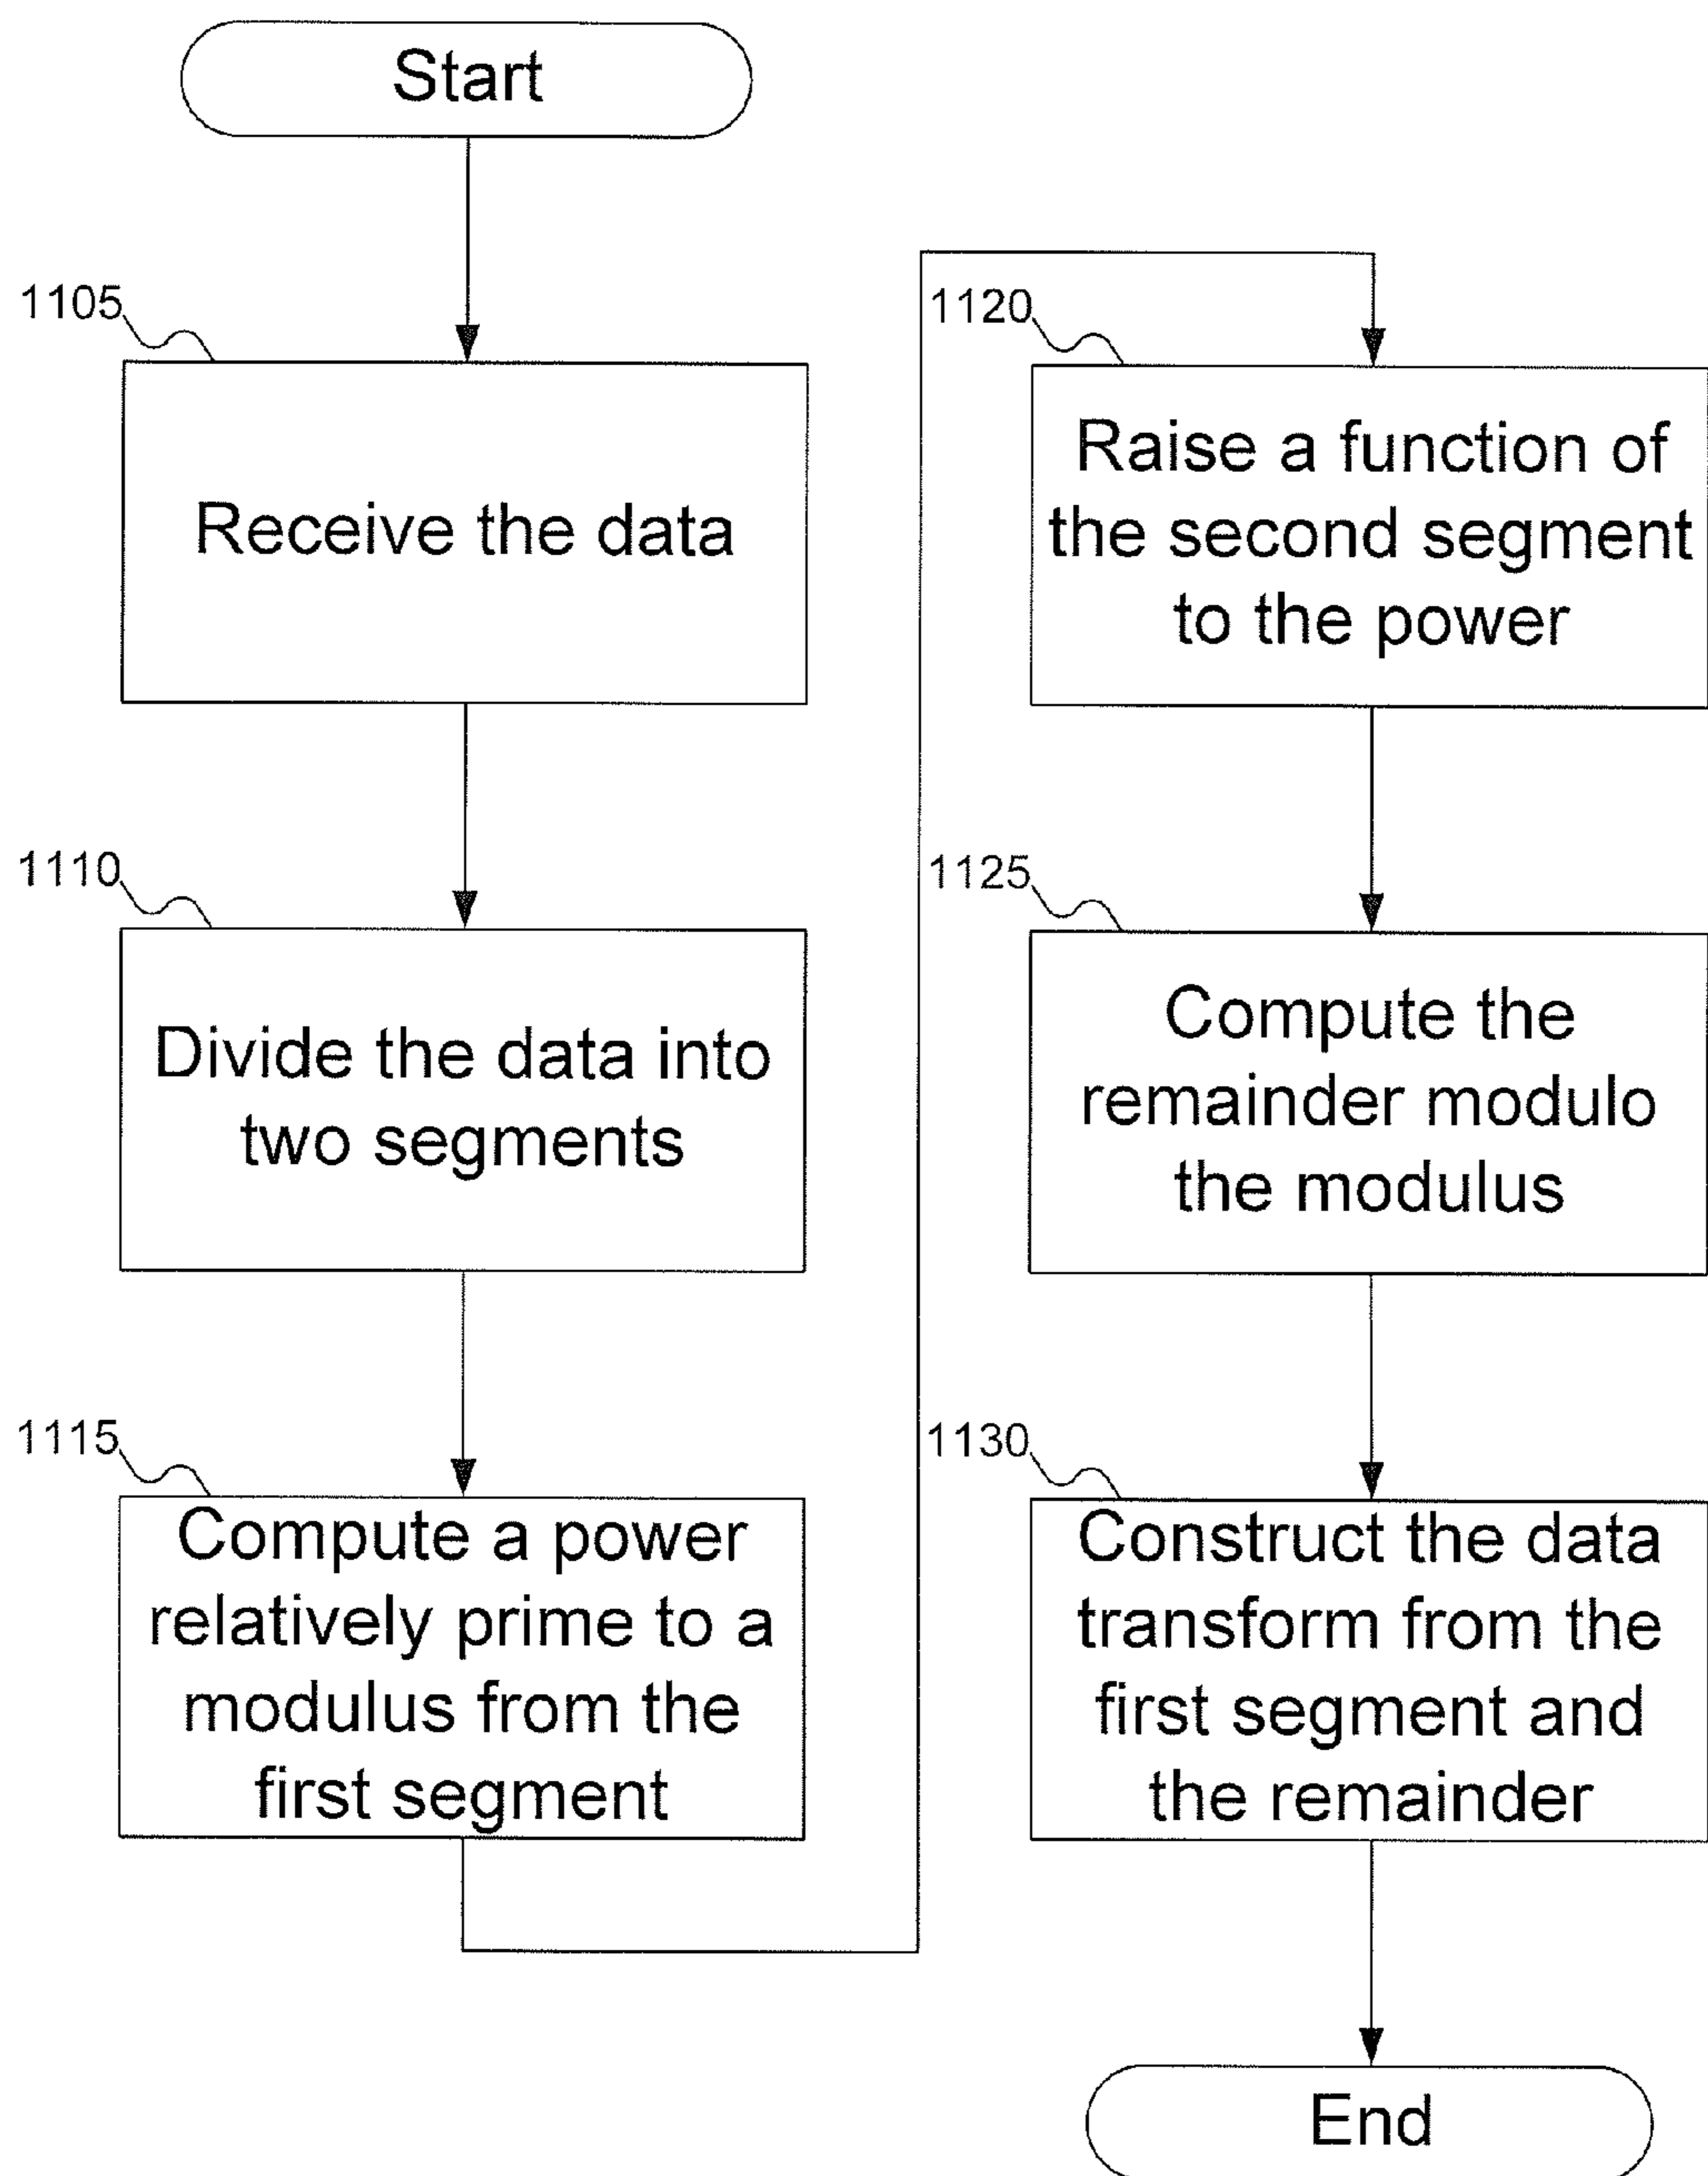 Start
1105
Receive the data
1110
Divide the data into
two segments
1115
Compute a power
relatively prime to a
modulus from the
first segment
1120
Raise a function of
the second segment
to the power
1125
Compute the
remainder modulo
the modulus
1130
Construct the data
transform from the
first segment and
the remainder
End